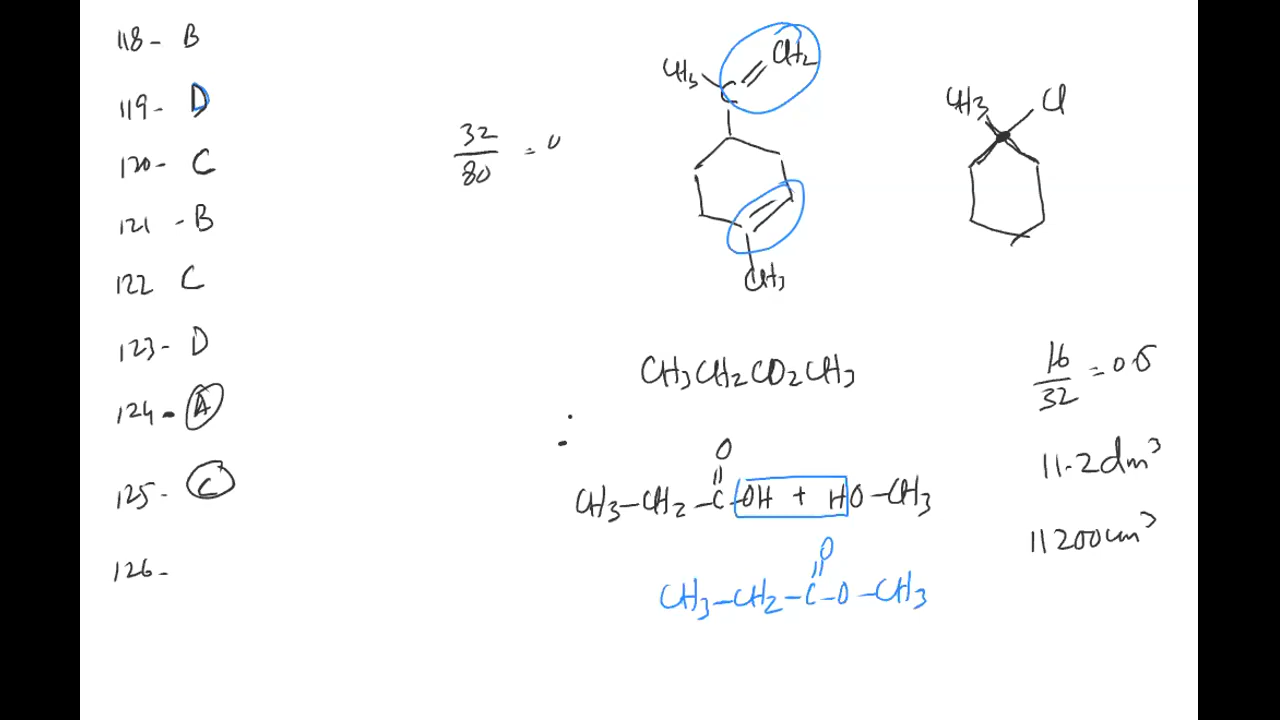 118 - B
119 - D
120 - C
121 - B
122 C
123 - D
124 - A
125 - C
126 -
32
80
= 0
CH2
CH3
C
CH3
CH3 Cl
CH3CH2CO2CH3
16
32
= 0.5
11.2dm³
11200cm³
O
CH3-CH2-C-OH + HO-CH3
O
CH3-CH2-C-O-CH3